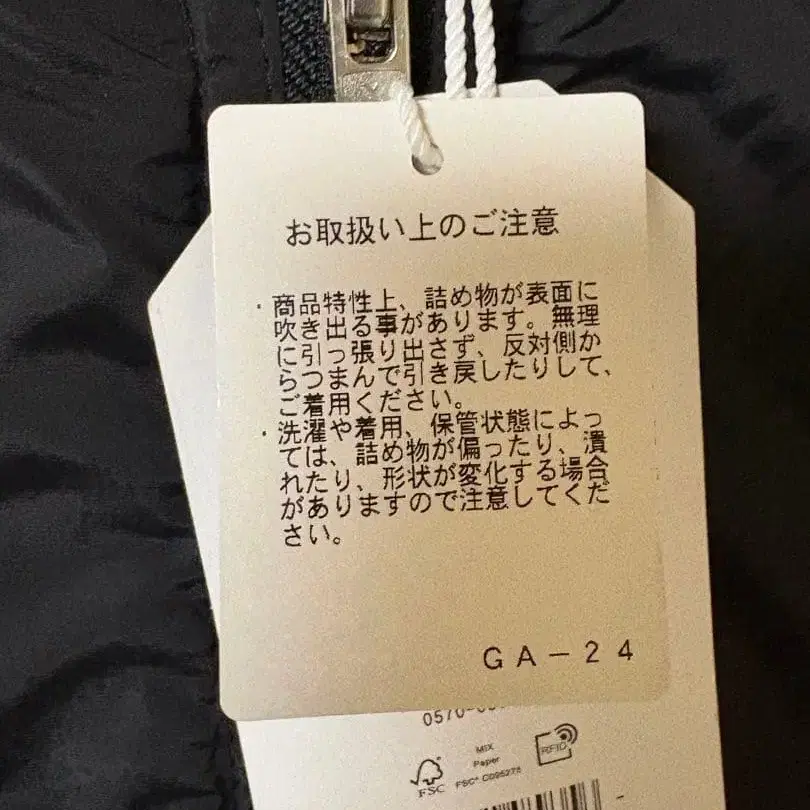 お取扱い上のご注意
・商品特性上、詰め物が表面に
吹き出る事があります。無理
に引っ張り出さず、反対側か
らつまんで引き戻したりして、
ご着用ください。
・洗濯や着用、保管状態によっ
ては、詰め物が偏ったり、潰
れたり、形状が変化する場合
がありますので注意してくだ
さい。
GA-24
0570-
MIX
Paper
FSC
FSC® C095275
RFID